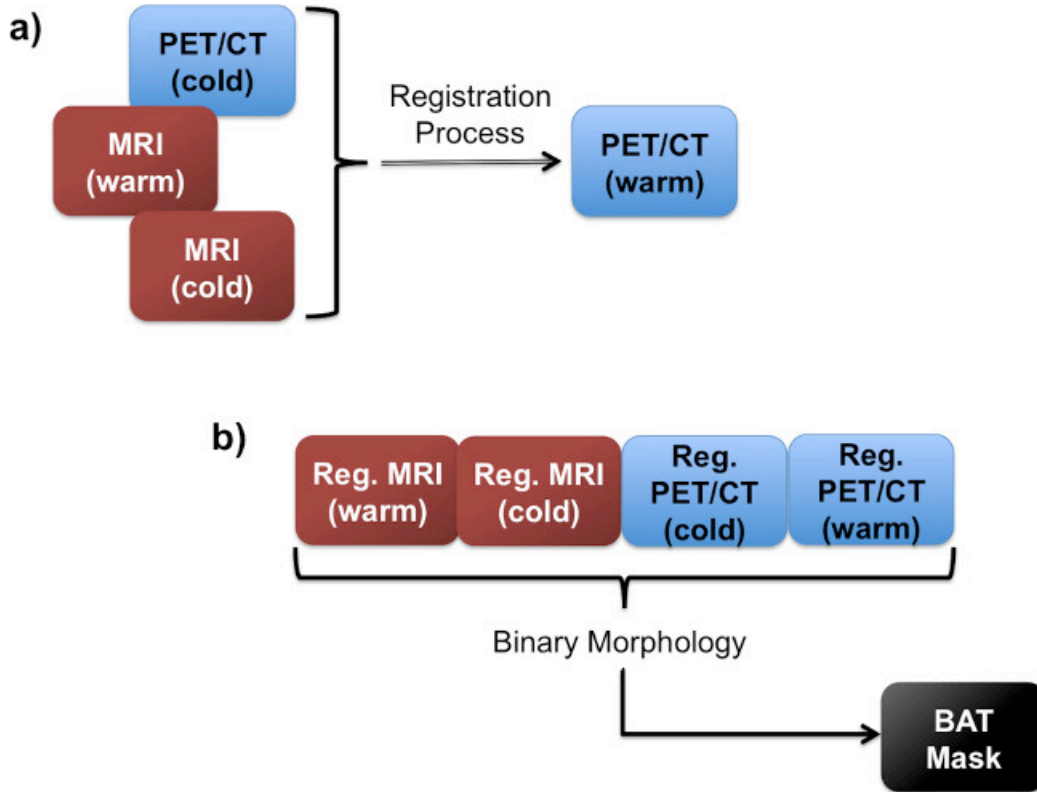 a)
PET/CT
(cold)
MRI
(warm)
MRI
(cold)
Registration
Process
PET/CT
(warm)
b)
Reg. MRI
(warm)
Reg. MRI
(cold)
Reg.
PET/CT
(cold)
Reg.
PET/CT
(warm)
Binary Morphology
BAT
Mask